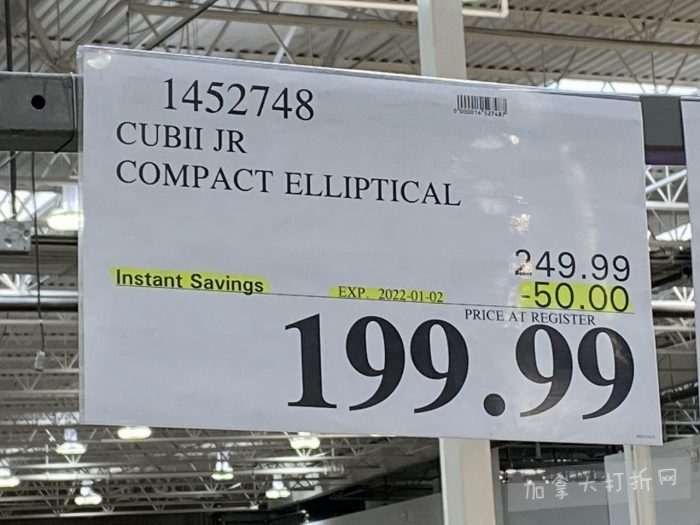 1452748
CUBII JR
COMPACT ELLIPTICAL
249.99
Instant Savings EXP. 2022-01-02 -50.00
PRICE AT REGISTER
199.99
加拿大打折网